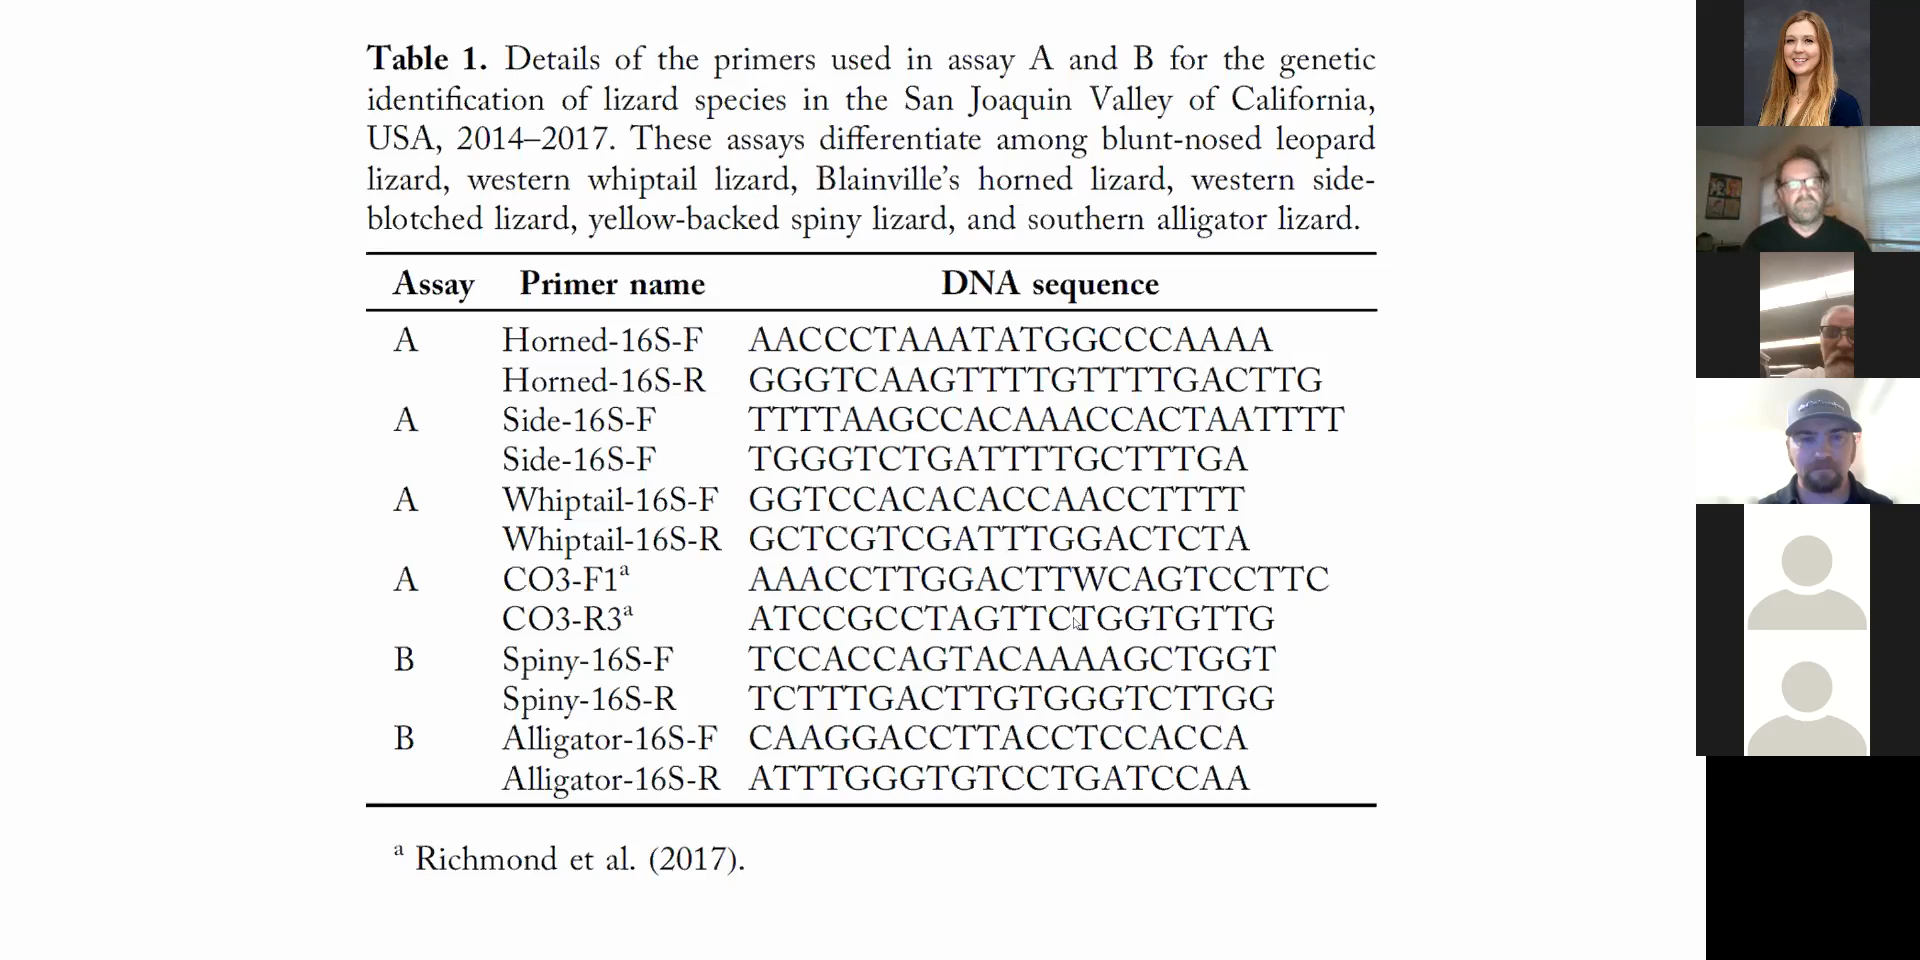 Table 1. Details of the primers used in assay A and B for the genetic
identification of lizard species in the San Joaquin Valley of California,
USA, 2014–2017. These assays differentiate among blunt-nosed leopard
lizard, western whiptail lizard, Blainville's horned lizard, western side-
blotched lizard, yellow-backed spiny lizard, and southern alligator lizard.
Assay Primer name DNA sequence
A Horned-16S-F AACCCTAAATATGGCCCAAAA
Horned-16S-R GGGTCAAGTTTTGTTTTGACTTG
A Side-16S-F TTTTAAGCCACAAACCACTAATTTT
Side-16S-F TGGGTCTGATTTTGCTTTGA
A Whiptail-16S-F GGTCCACACACCAACCTTTT
Whiptail-16S-R GCTCGTCGATTTGGACTCTA
A CO3-F1a AAACCTTGGACTTWCAGTCCTTC
CO3-R3a ATCCGCCTAGTTCTGGTGTTG
B Spiny-16S-F TCCACCAGTACAAAAGCTGGT
Spiny-16S-R TCTTTGACTTGTGGGTCTTGG
B Alligator-16S-F CAAGGACCTTACCTCCACCA
Alligator-16S-R ATTTGGGTGTCCTGATCCAA
a Richmond et al. (2017).